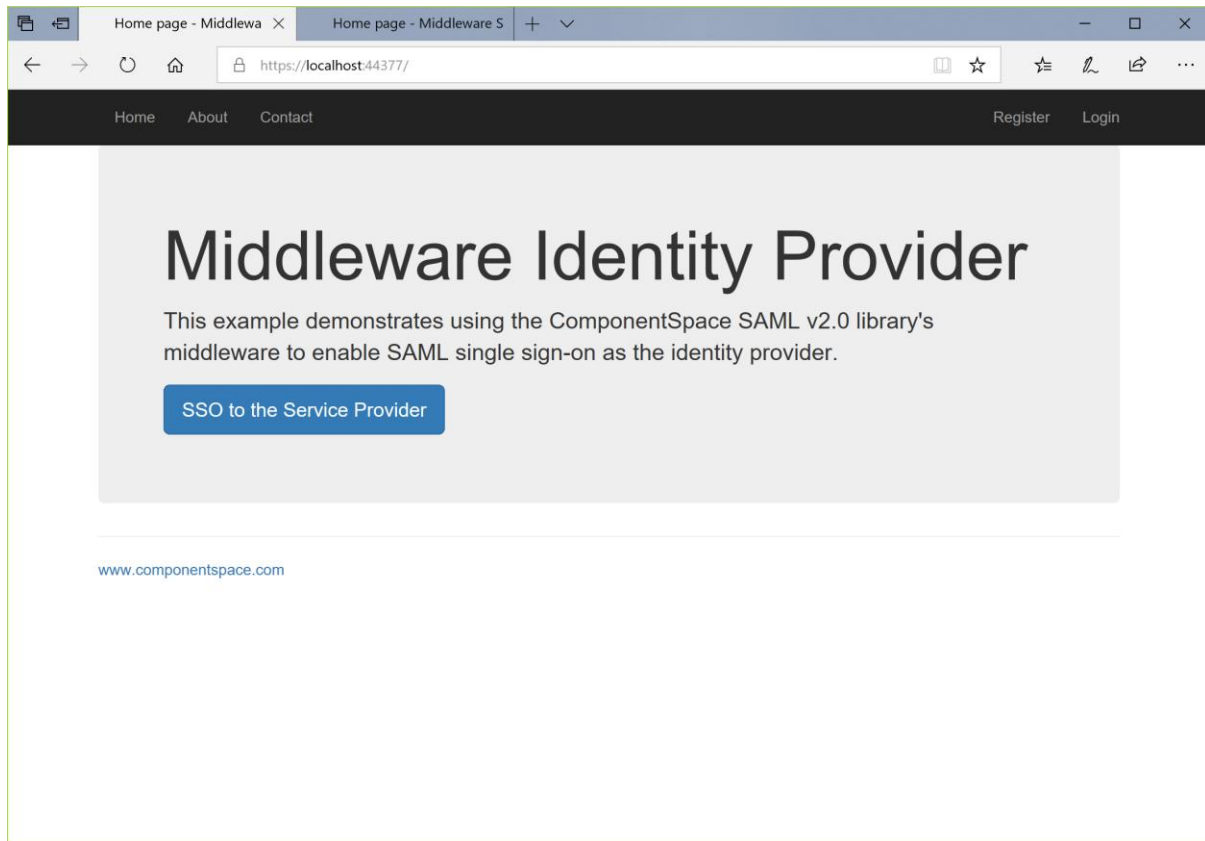 Home page - Middlewa
Home page - Middleware S
https://localhost:44377/
Home About Contact Register Login
Middleware Identity Provider
This example demonstrates using the ComponentSpace SAML v2.0 library's
middleware to enable SAML single sign-on as the identity provider.
SSO to the Service Provider
www.componentspace.com